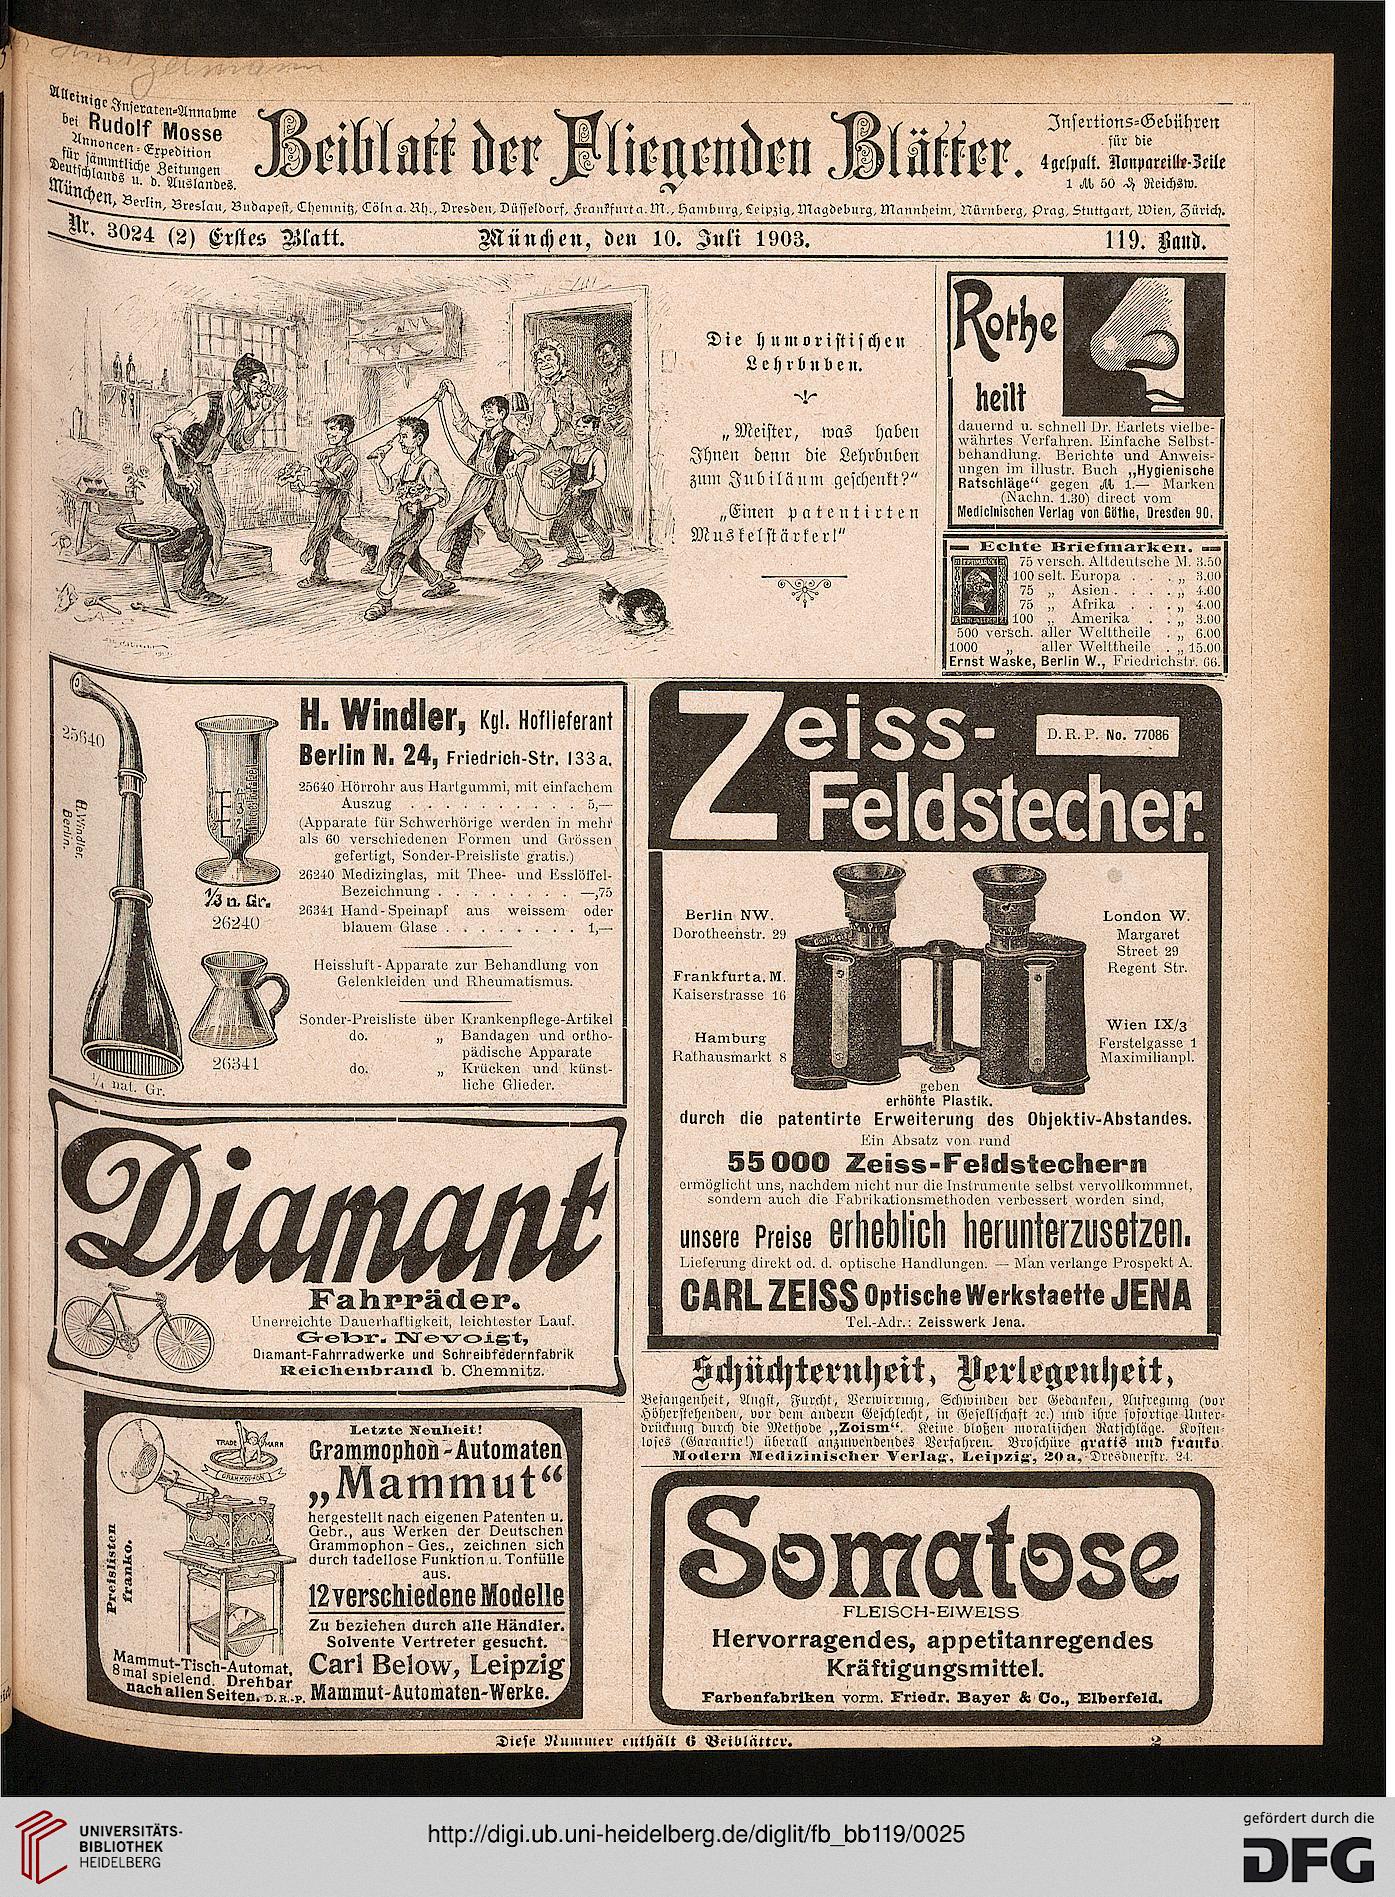 Alleinige Inseraten-Annahme
bei Rudolf Mosse
Annoncen-Expedition
für sämmtliche Zeitungen
Deutschlands u. d. Auslandes.
Beiblatt der Fliegenden Blätter.
Insertions-Gebühren
für die
4gespalt. Nonpareille-Zeile
1 ℳ 50 ₰ Reichsw.
München, Berlin, Breslau, Budapest, Chemnitz, Cöln a. Rh., Dresden, Düsseldorf, Frankfurt a. M., Hamburg, Leipzig, Magdeburg, Mannheim, Nürnberg, Prag, Stuttgart, Wien, Zürich.
Nr. 3024 (2) Erstes Blatt. München, den 10. Juli 1903. 119. Band.
Die humoristischen
Lehrbuben.
„Meister, was haben
Ihnen denn die Lehrbuben
zum Jubiläum geschenkt?“
„Einen patentirten
Muskelstärker!“
Rothe
heilt
dauernd u. schnell Dr. Earlets vielbe-
währtes Verfahren. Einfache Selbst-
behandlung. Berichte und Anweis-
ungen im illustr. Buch „Hygienische
Ratschläge“ gegen ℳ 1.— Marken
(Nachn. 1.30) direct vom
Medicinischen Verlag von Göthe, Dresden 90.
Echte Briefmarken.
75 versch. Altdeutsche M. 3.50
100 selt. Europa . . . „ 3.00
75 „ Asien . . . . „ 4.00
75 „ Afrika . . . „ 4.00
100 „ Amerika . . „ 3.00
500 versch. aller Welttheile . „ 6.00
1000 „ aller Welttheile . „ 15.00
Ernst Waske, Berlin W., Friedrichstr. 66.
25640
H. Windler,
Berlin.
¼ nat. Gr.
⅓ n. Gr.
26240
26341
H. Windler, Kgl. Hoflieferant
Berlin N. 24, Friedrich-Str. 133a.
25640 Hörrohr aus Hartgummi, mit einfachem
Auszug . . . . . . . . . . 5,—
(Apparate für Schwerhörige werden in mehr
als 60 verschiedenen Formen und Grössen
gefertigt, Sonder-Preisliste gratis.)
26240 Medizinglas, mit Thee- und Esslöffel-
Bezeichnung . . . . . . . . —,75
26341 Hand-Speinapf aus weissem oder
blauem Glase . . . . . . . . 1,—
Heissluft-Apparate zur Behandlung von
Gelenkleiden und Rheumatismus.
Sonder-Preisliste über Krankenpflege-Artikel
do. „ Bandagen und ortho-
pädische Apparate
do. „ Krücken und künst-
liche Glieder.
Zeiss-
Feldstecher.
D. R. P. No. 77086
Berlin NW.
Dorotheenstr. 29
Frankfurt a. M.
Kaiserstrasse 16
Hamburg
Rathausmarkt 8
London W.
Margaret
Street 29
Regent Str.
Wien IX/3
Ferstelgasse 1
Maximilianpl.
geben
erhöhte Plastik.
durch die patentirte Erweiterung des Objektiv-Abstandes.
Ein Absatz von rund
55 000 Zeiss-Feldstechern
ermöglicht uns, nachdem nicht nur die Instrumente selbst vervollkommnet,
sondern auch die Fabrikationsmethoden verbessert worden sind,
unsere Preise erheblich herunterzusetzen.
Lieferung direkt od. d. optische Handlungen. — Man verlange Prospekt A.
CARL ZEISS Optische Werkstaette JENA
Tel.-Adr.: Zeisswerk Jena.
Diamant
Fahrräder.
Unerreichte Dauerhaftigkeit, leichtester Lauf.
Gebr. Nevoigt,
Diamant-Fahrradwerke und Schreibfedernfabrik
Reichenbrand b. Chemnitz.
Schüchternheit, Verlegenheit,
Befangenheit, Angst, Furcht, Verwirrung, Schwinden der Gedanken, Aufregung (vor
Höherstehenden, vor dem andern Geschlecht, in Gesellschaft ꝛc.) und ihre sofortige Unter-
drückung durch die Methode „Zoism“. Keine bloßen moralischen Ratschläge. Kosten-
loses (Garantie!) überall anzuwendendes Verfahren. Broschüre gratis und franko
Modern Medizinischer Verlag, Leipzig, 20a, Dresdnerstr. 24.
TRADE MARK
GRAMMOPHON
Preislisten
franko.
Mammut-Tisch-Automat,
8 mal spielend. Drehbar
nach allen Seiten. D. R.-P.
Letzte Neuheit!
Grammophon-Automaten
„Mammut“
hergestellt nach eigenen Patenten u.
Gebr., aus Werken der Deutschen
Grammophon-Ges., zeichnen sich
durch tadellose Funktion u. Tonfülle
aus.
12 verschiedene Modelle
Zu beziehen durch alle Händler.
Solvente Vertreter gesucht.
Carl Below, Leipzig
Mammut-Automaten-Werke.
Somatose
FLEISCH-EIWEISS
Hervorragendes, appetitanregendes
Kräftigungsmittel.
Farbenfabriken vorm. Friedr. Bayer & Co., Elberfeld.
Diese Nummer enthält 6 Beiblätter.
2
UNIVERSITÄTS-
BIBLIOTHEK
HEIDELBERG
http://digi.ub.uni-heidelberg.de/diglit/fb_bb119/0025
gefördert durch die
DFG